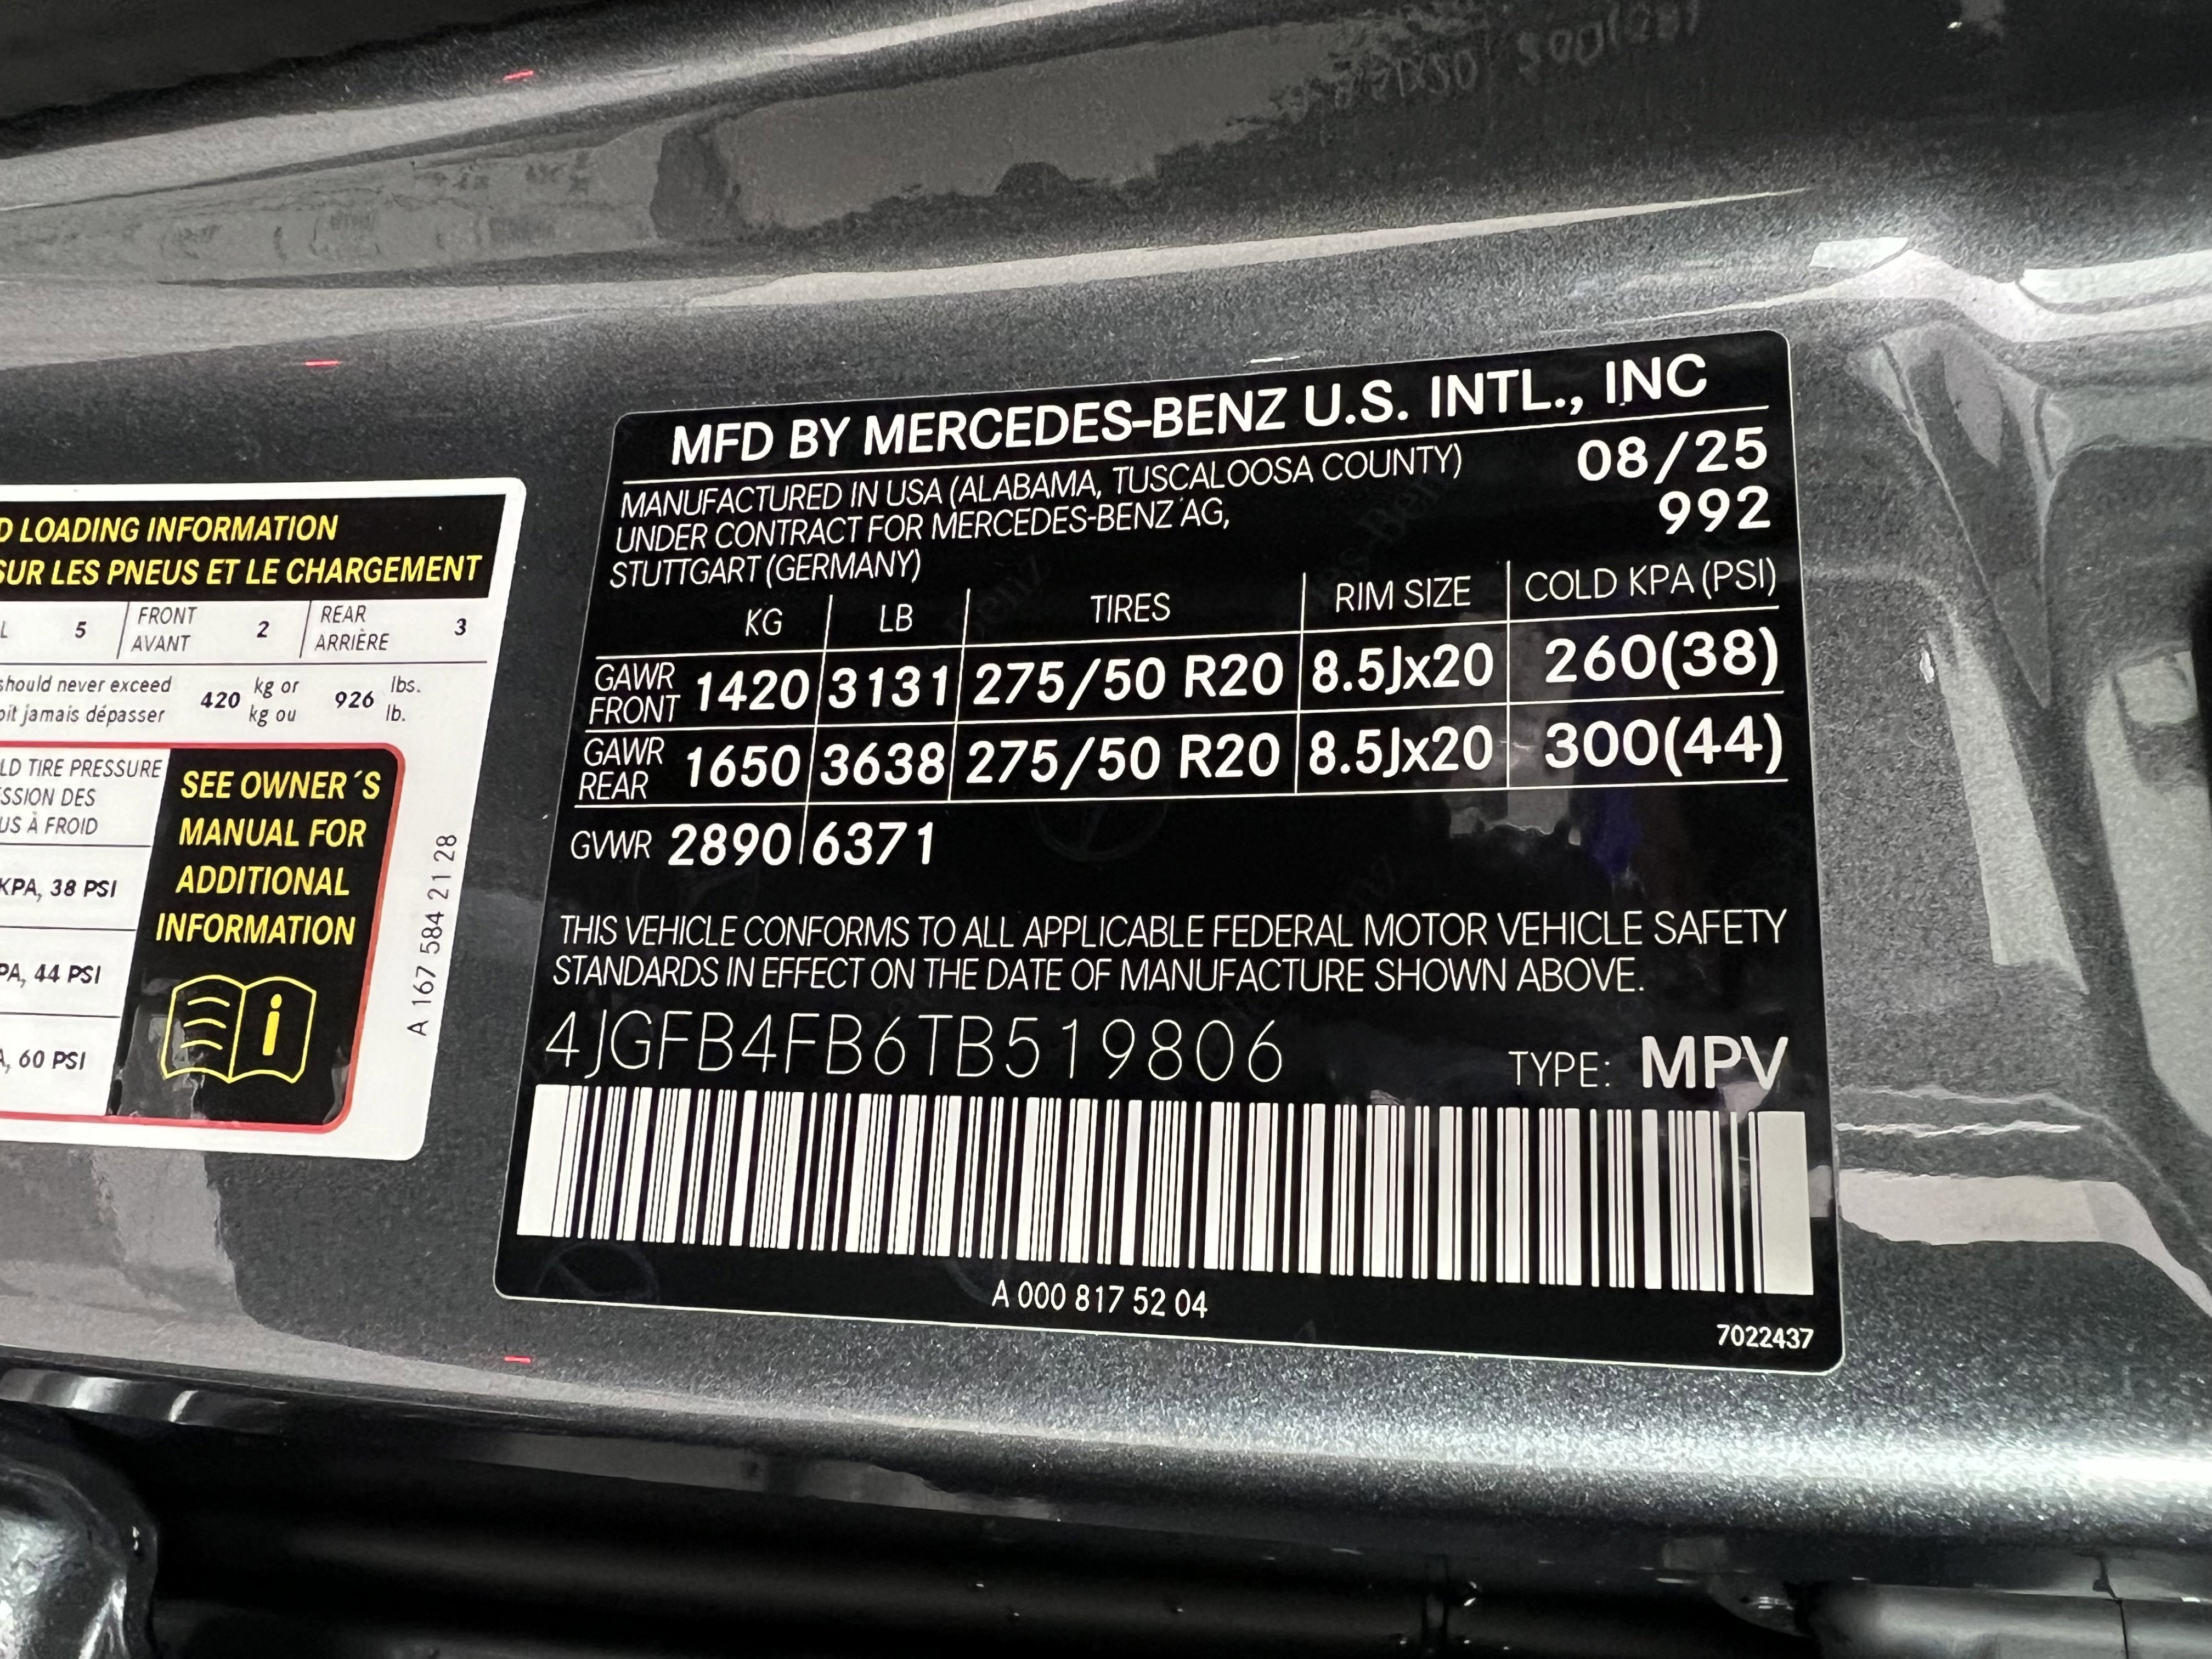 D LOADING INFORMATION
SUR LES PNEUS ET LE CHARGEMENT
L 5 FRONT AVANT 2 REAR ARRIÈRE 3
should never exceed 420 kg or 926 lbs.
oit jamais dépasser kg ou lb.
LD TIRE PRESSURE
SSION DES
US À FROID
KPA, 38 PSI
PA, 44 PSI
A, 60 PSI
SEE OWNER´S
MANUAL FOR
ADDITIONAL
INFORMATION
A 167 584 21 28
MFD BY MERCEDES-BENZ U.S. INTL., INC
MANUFACTURED IN USA (ALABAMA, TUSCALOOSA COUNTY) 08/25
UNDER CONTRACT FOR MERCEDES-BENZ AG, 992
STUTTGART (GERMANY)
KG LB TIRES RIM SIZE COLD KPA (PSI)
GAWR FRONT 1420 3131 275/50 R20 8.5Jx20 260(38)
GAWR REAR 1650 3638 275/50 R20 8.5Jx20 300(44)
GVWR 2890 6371
THIS VEHICLE CONFORMS TO ALL APPLICABLE FEDERAL MOTOR VEHICLE SAFETY
STANDARDS IN EFFECT ON THE DATE OF MANUFACTURE SHOWN ABOVE.
4JGFB4FB6TB519806 TYPE: MPV
A 000 817 52 04
7022437